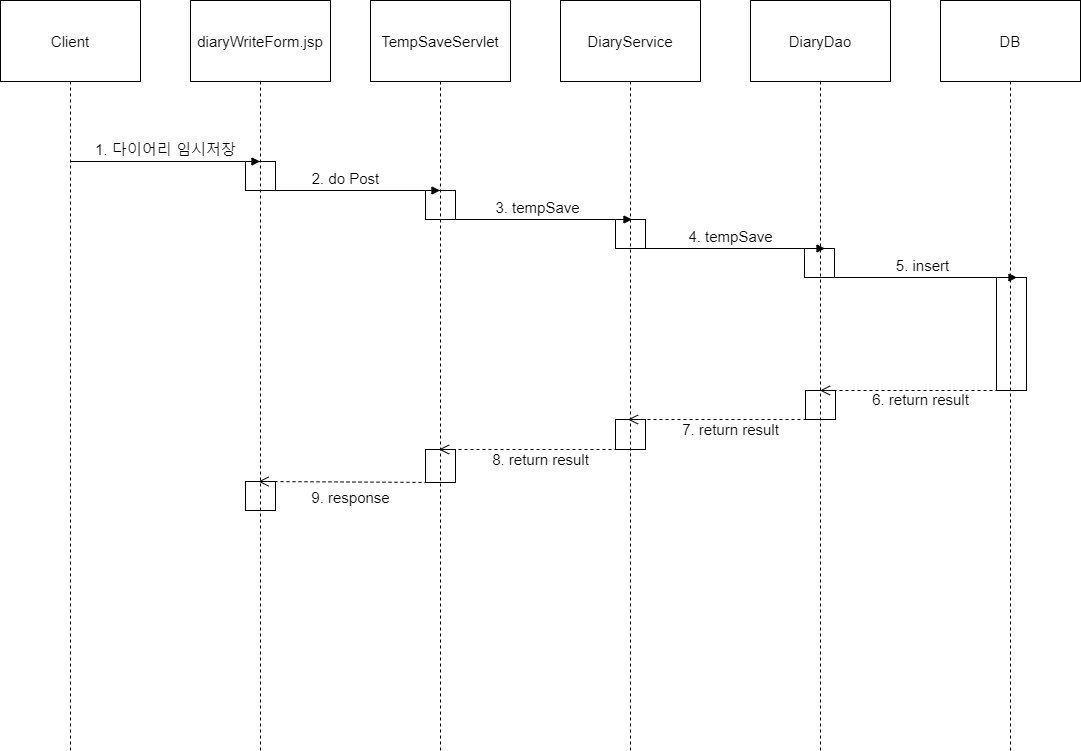 Client
diaryWriteForm.jsp
TempSaveServlet
DiaryService
DiaryDao
DB
1. 다이어리 임시저장
2. do Post
3. tempSave
4. tempSave
5. insert
6. return result
7. return result
8. return result
9. response